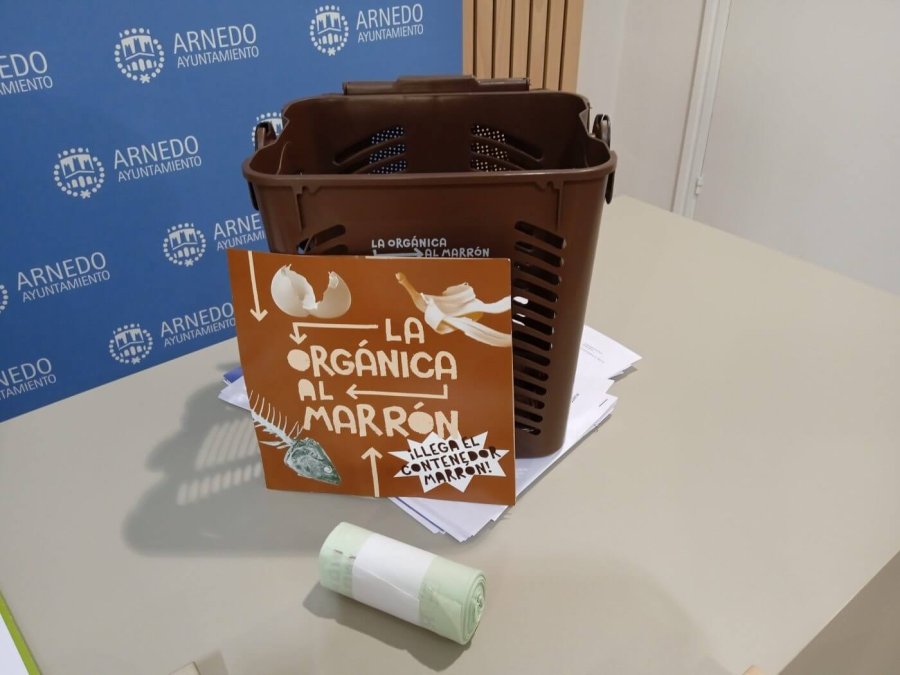 ARNEDO
AYUNTAMIENTO
ARNEDO
AYUNTAMIENTO
ARNEDO
AYUNTAMIENTO
ARNEDO
AYUNTAMIENTO
ARNEDO
AYUNTAMIENTO
LA ORGÁNICA
AL MARRÓN
LA
ORGÁNICA
AL
MARRÓN
¡LLEGA EL
CONTENEDOR
MARRÓN!